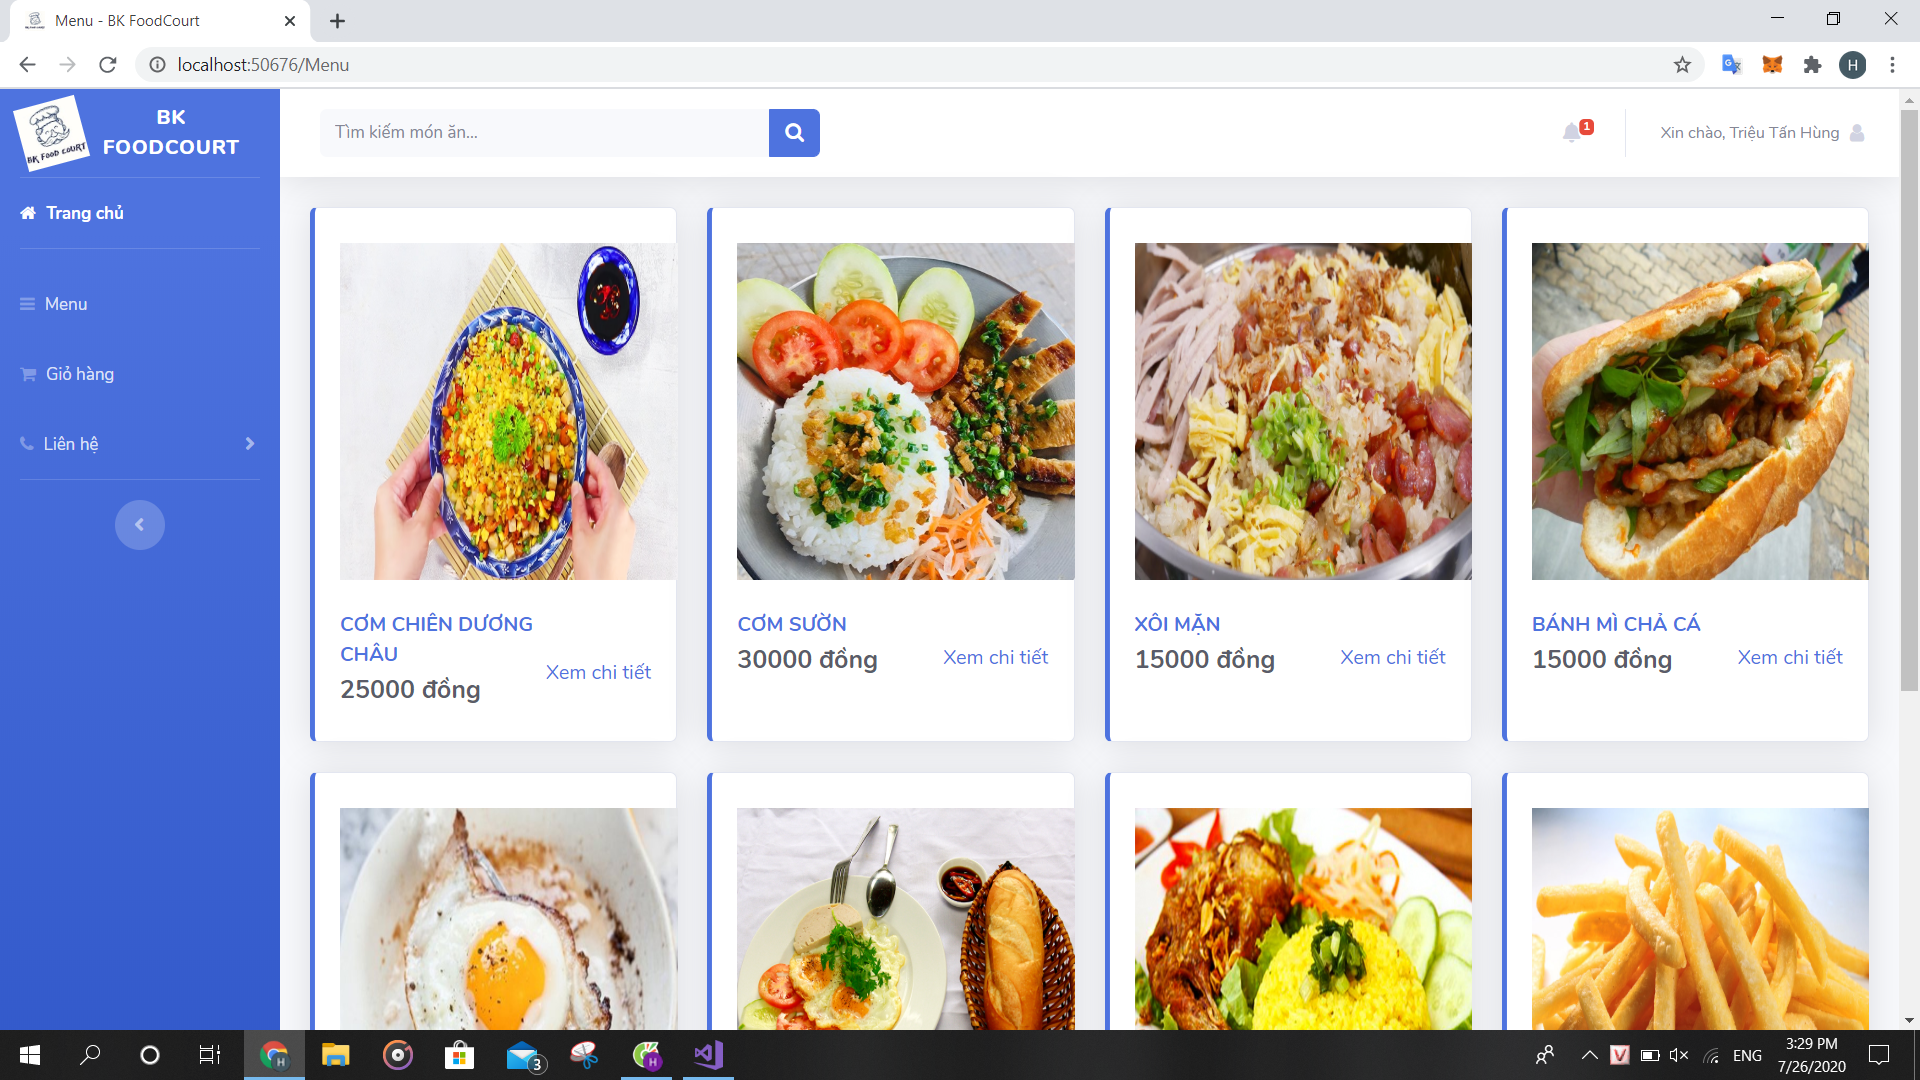 Menu - BK FoodCourt
localhost:50676/Menu
H
BK FOOD COURT
BK
FOODCOURT
Tìm kiếm món ăn...
1
Xin chào, Triệu Tấn Hùng
Trang chủ
Menu
Giỏ hàng
Liên hệ
CƠM CHIÊN DƯƠNG
CHÂU
25000 đồng
Xem chi tiết
CƠM SƯỜN
30000 đồng
Xem chi tiết
XÔI MẶN
15000 đồng
Xem chi tiết
BÁNH MÌ CHẢ CÁ
15000 đồng
Xem chi tiết
H
3
H
V
ENG
3:29 PM
7/26/2020